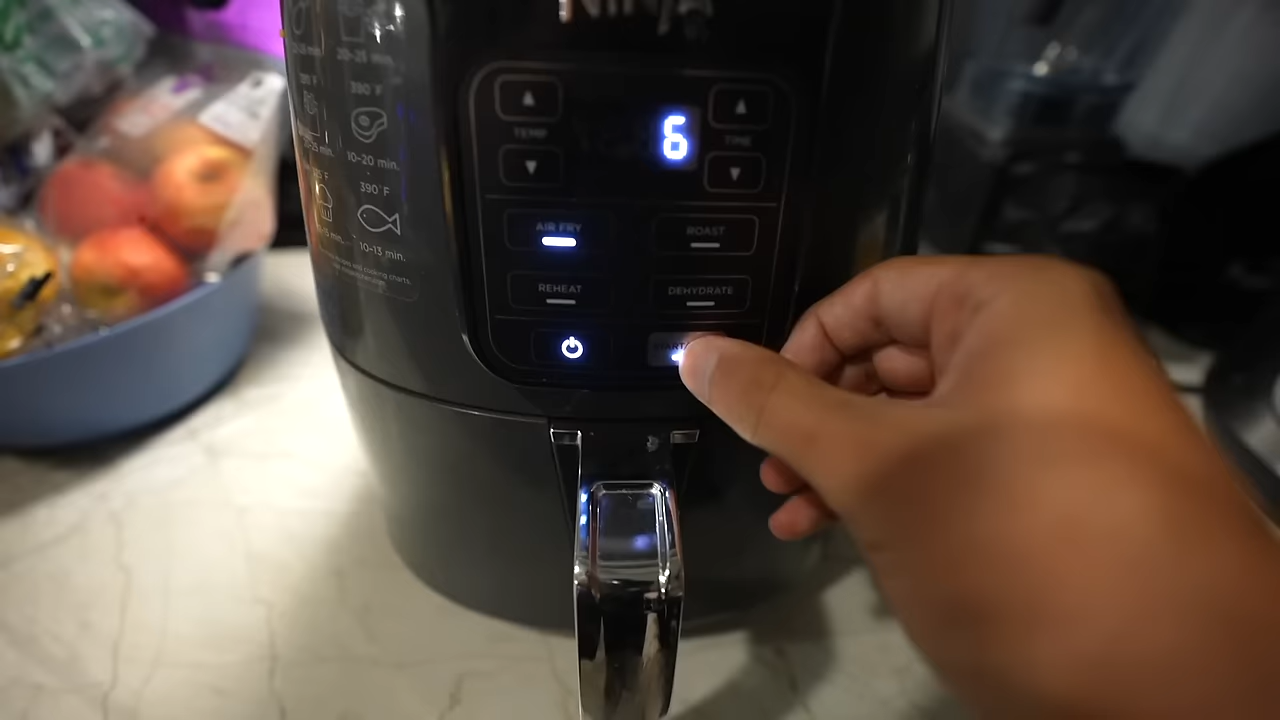 NINJA
20-25 min.
390°F
10-20 min.
390°F
10-13 min.
TEMP
6
TIME
AIR FRY
ROAST
REHEAT
DEHYDRATE
START/